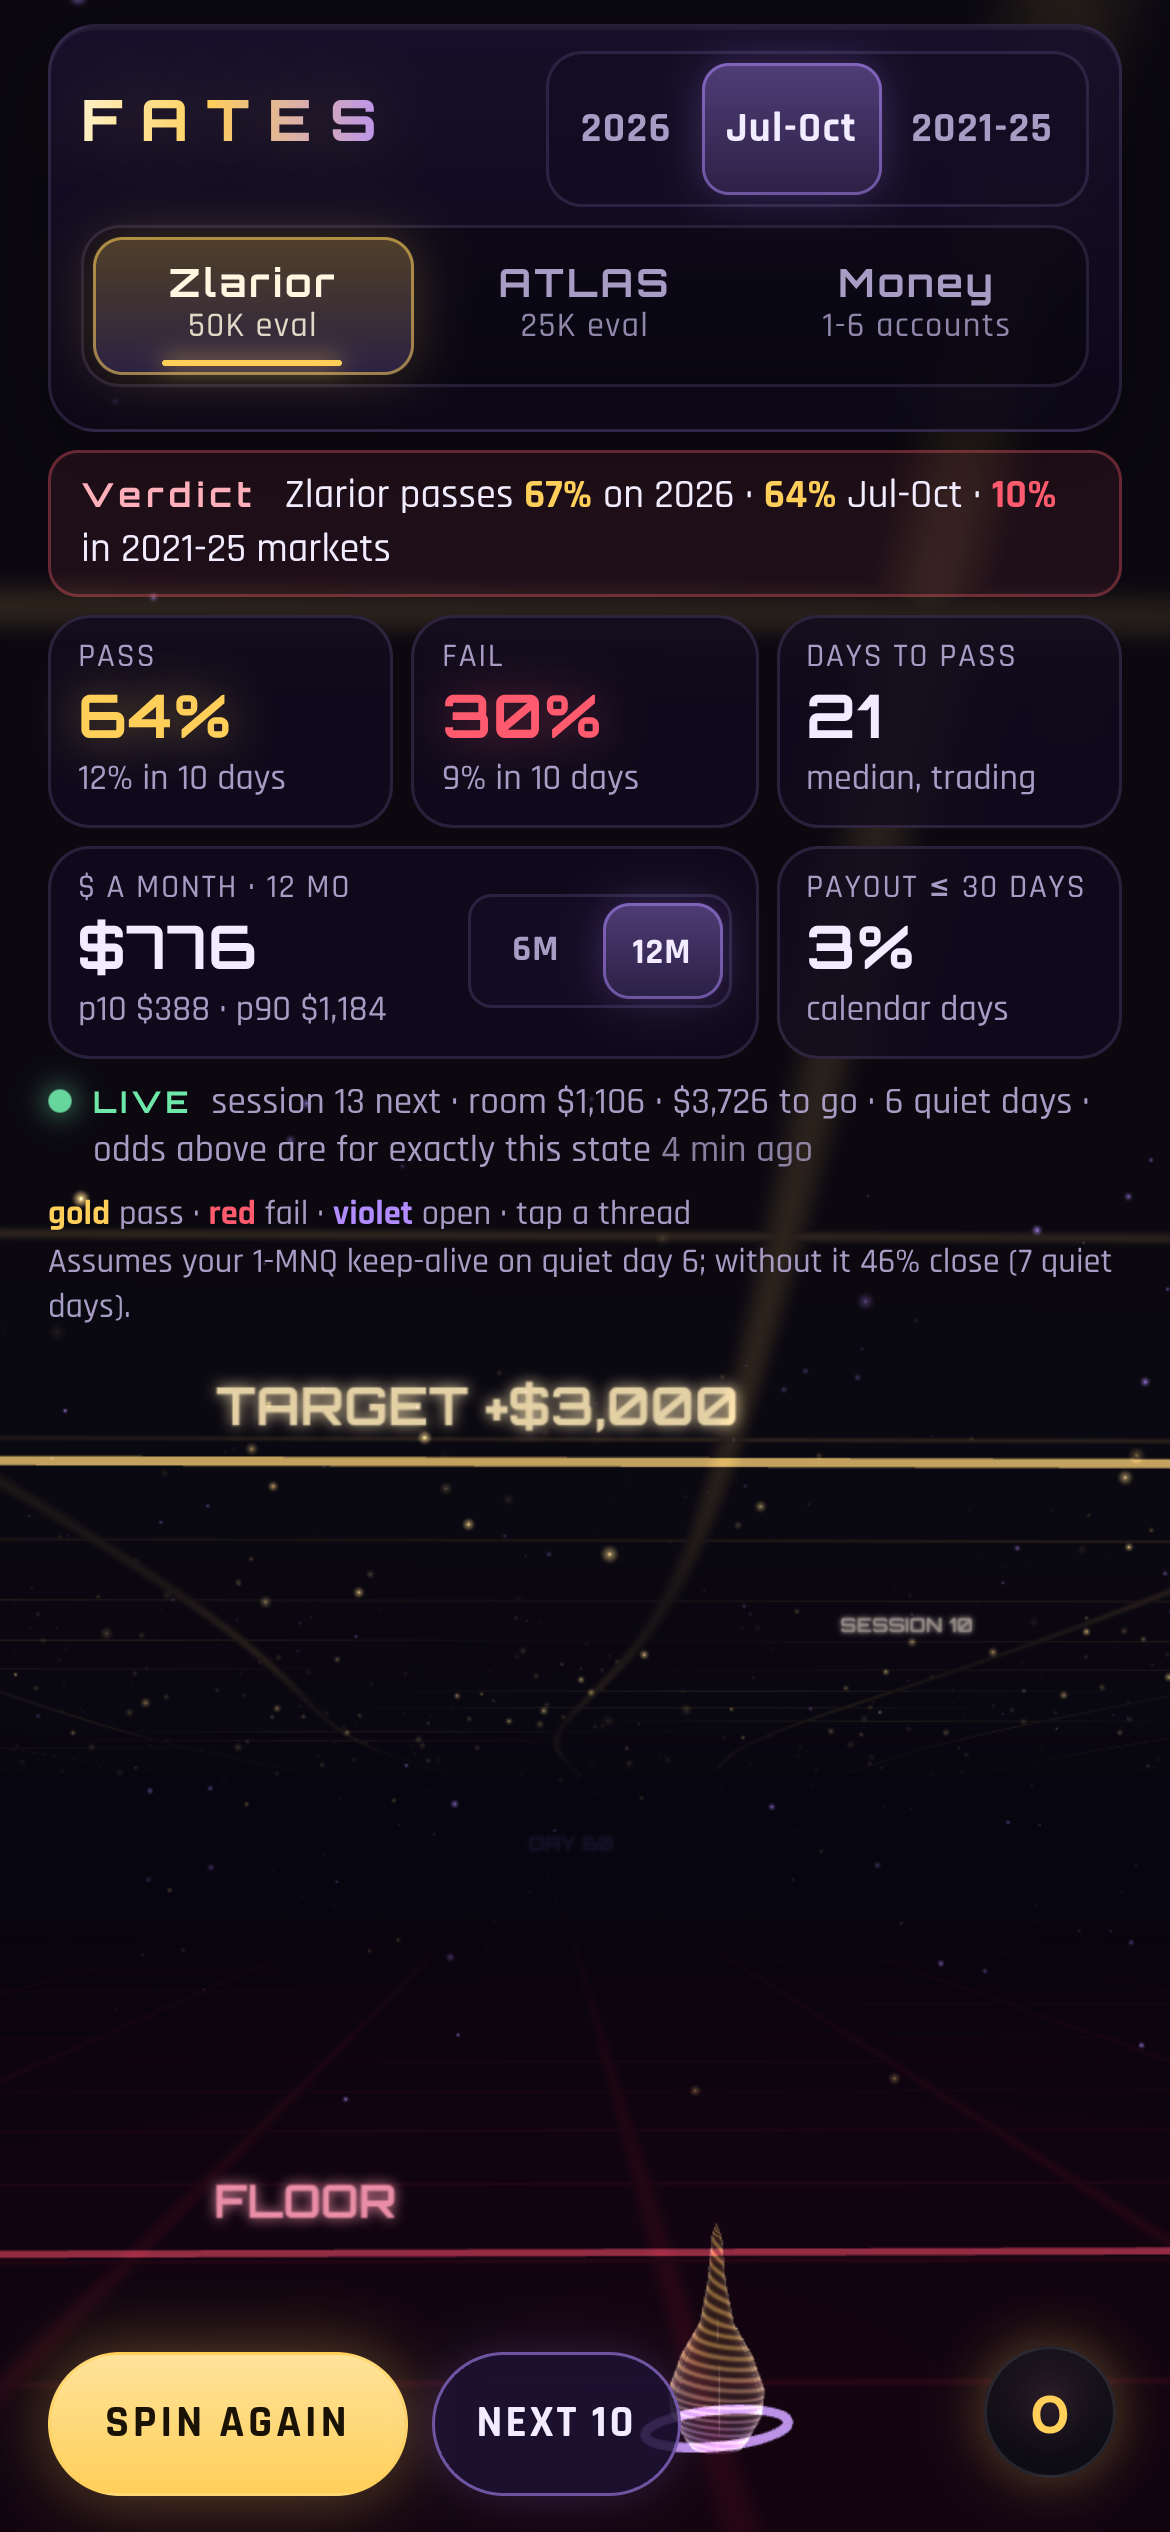 FATES
2026 Jul-Oct 2021-25
Zlarior ATLAS Money
50K eval 25K eval 1-6 accounts
Verdict Zlarior passes 67% on 2026 · 64% Jul-Oct · 10%
in 2021-25 markets
PASS FAIL DAYS TO PASS
64% 30% 21
12% in 10 days 9% in 10 days median, trading
$ A MONTH · 12 MO PAYOUT ≤ 30 DAYS
$776 6M 12M 3%
p10 $388 · p90 $1,184 calendar days
LIVE session 13 next · room $1,106 · $3,726 to go · 6 quiet days ·
odds above are for exactly this state 4 min ago
gold pass · red fail · violet open · tap a thread
Assumes your 1-MNQ keep-alive on quiet day 6; without it 46% close (7 quiet
days).
TARGET +$3,000
SESSION 10
DAY 60
FLOOR
SPIN AGAIN NEXT 10 O